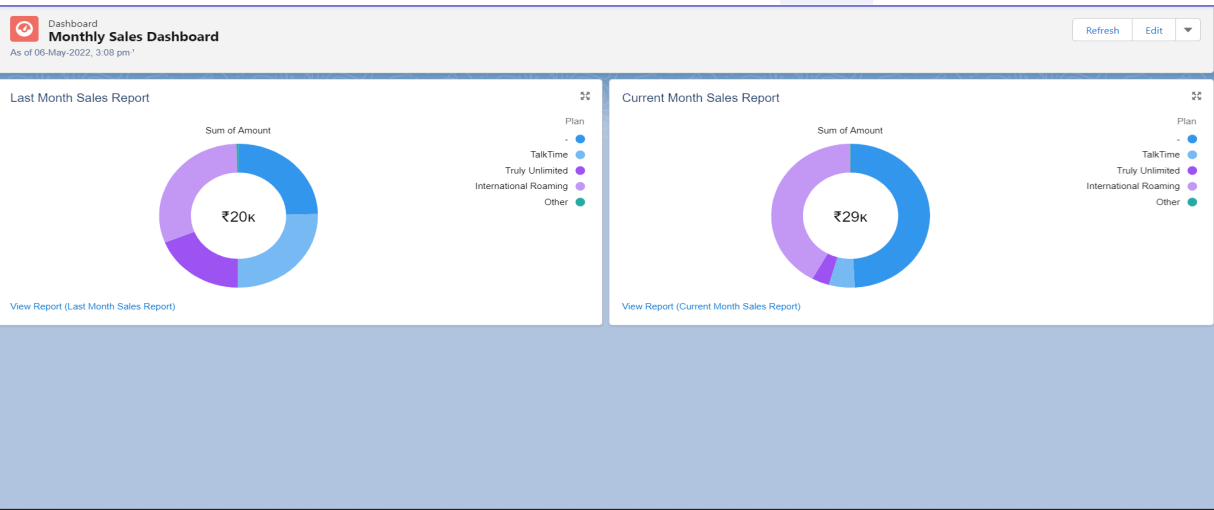 Dashboard
Monthly Sales Dashboard
As of 06-May-2022, 3:08 pm
Refresh
Edit
Last Month Sales Report
Sum of Amount
₹20K
Plan
-
TalkTime
Truly Unlimited
International Roaming
Other
View Report (Last Month Sales Report)
Current Month Sales Report
Sum of Amount
₹29K
Plan
-
TalkTime
Truly Unlimited
International Roaming
Other
View Report (Current Month Sales Report)